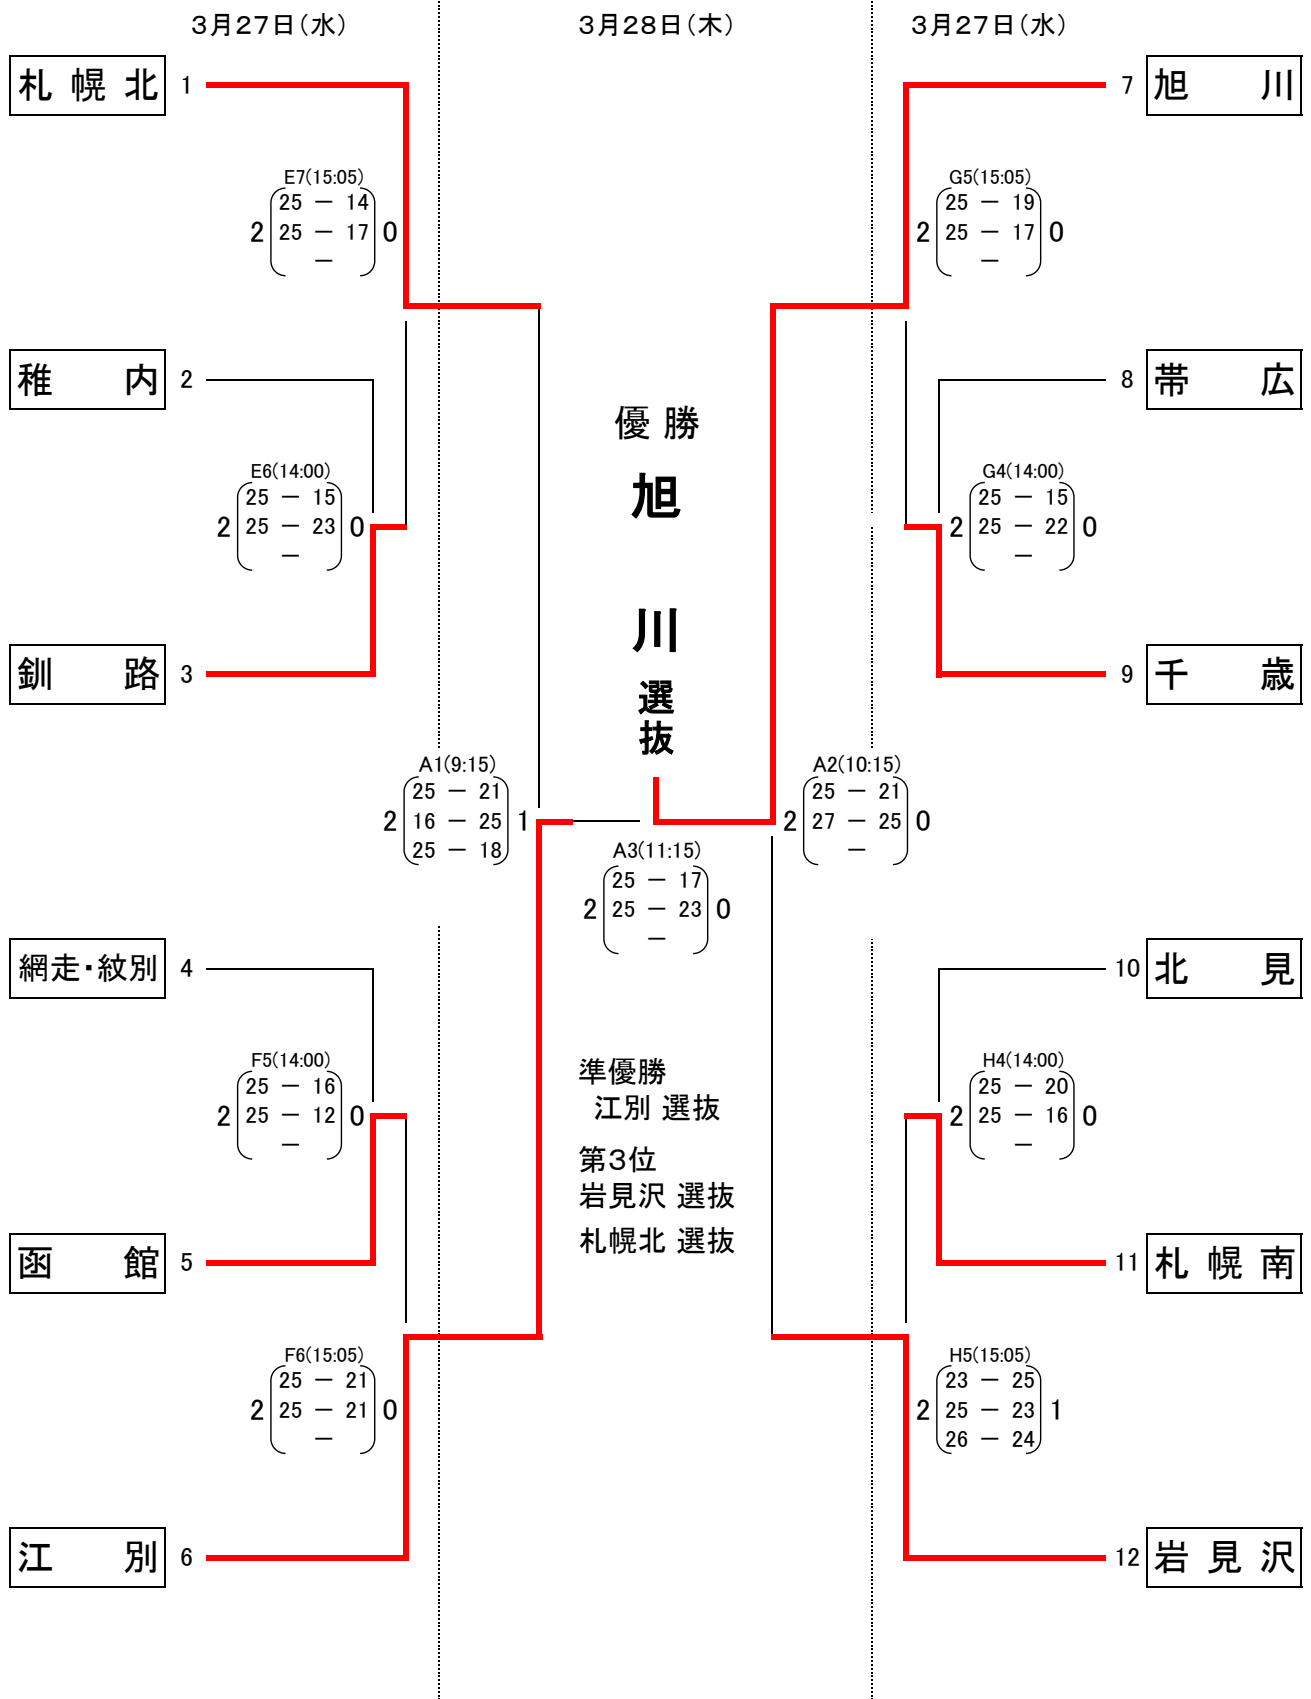 3月27日（水）
3月28日（木）
3月27日（水）
札幌北 1
7 旭川
E7(15:05)
25 － 14
2 25 － 17 0
－
G5(15:05)
25 － 19
2 25 － 17 0
－
稚内 2
8 帯広
優勝
旭川選抜
E6(14:00)
25 － 15
2 25 － 23 0
－
G4(14:00)
25 － 15
2 25 － 22 0
－
釧路 3
9 千歳
A1(9:15)
25 － 21
2 16 － 25 1
25 － 18
A2(10:15)
25 － 21
2 27 － 25 0
－
A3(11:15)
25 － 17
2 25 － 23 0
－
網走・紋別 4
10 北見
F5(14:00)
25 － 16
2 25 － 12 0
－
H4(14:00)
25 － 20
2 25 － 16 0
－
準優勝
江別 選抜
第3位
岩見沢 選抜
札幌北 選抜
函館 5
11 札幌南
F6(15:05)
25 － 21
2 25 － 21 0
－
H5(15:05)
23 － 25
2 25 － 23 1
26 － 24
江別 6
12 岩見沢